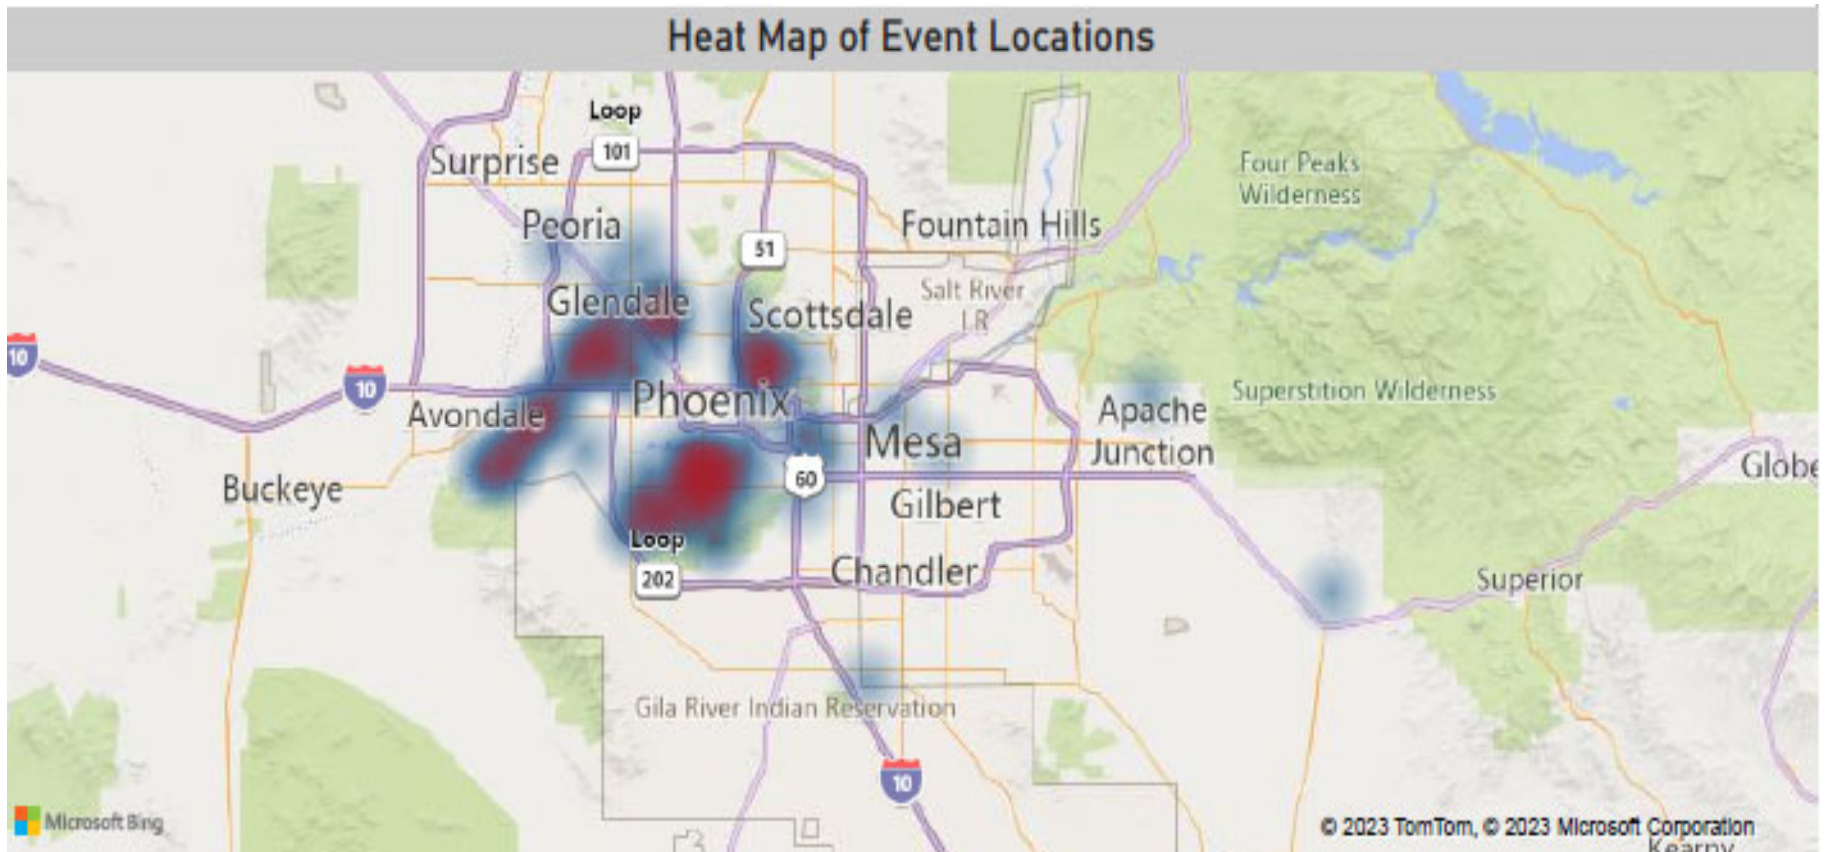 Heat Map of Event Locations
Loop
101
Surprise
Four Peaks
Wilderness
Peoria
Fountain Hills
51
Salt River
LR
Glendale
Scottsdale
10
10
Phoenix
Superstition Wilderness
Avondale
Apache
Junction
Mesa
Globe
60
Buckeye
Gilbert
Loop
202
Chandler
Superior
Gila River Indian Reservation
10
Microsoft Bing
© 2023 TomTom, © 2023 Microsoft Corporation
Kearny